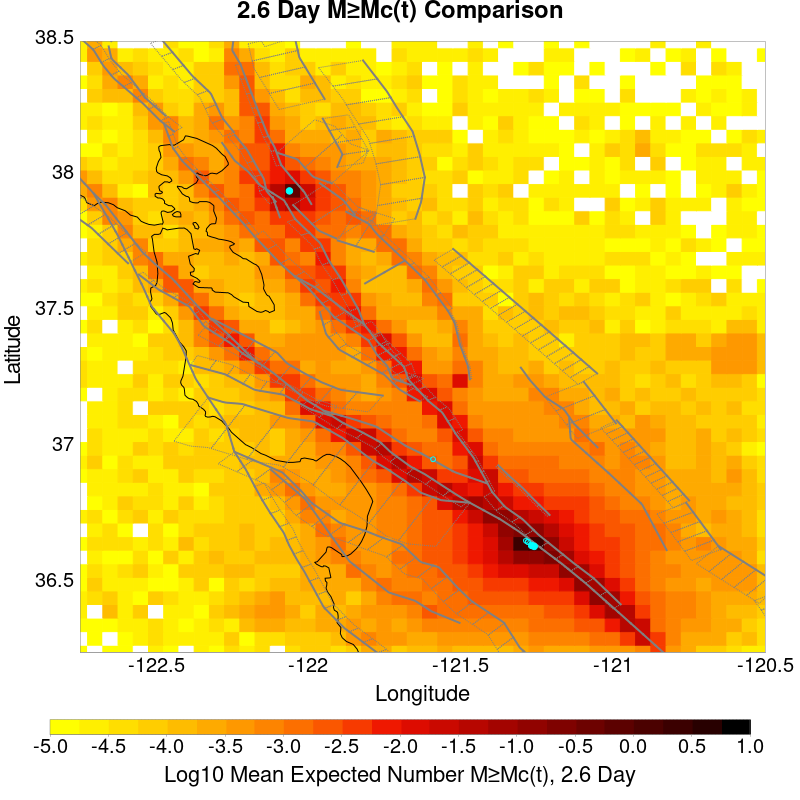 2.6 Day M≥Mc(t) Comparison
38.5
38
37.5
37
36.5
Latitude
-122.5 -122 -121.5 -121 -120.5
Longitude
-5.0 -4.5 -4.0 -3.5 -3.0 -2.5 -2.0 -1.5 -1.0 -0.5 0.0 0.5 1.0
Log10 Mean Expected Number M≥Mc(t), 2.6 Day